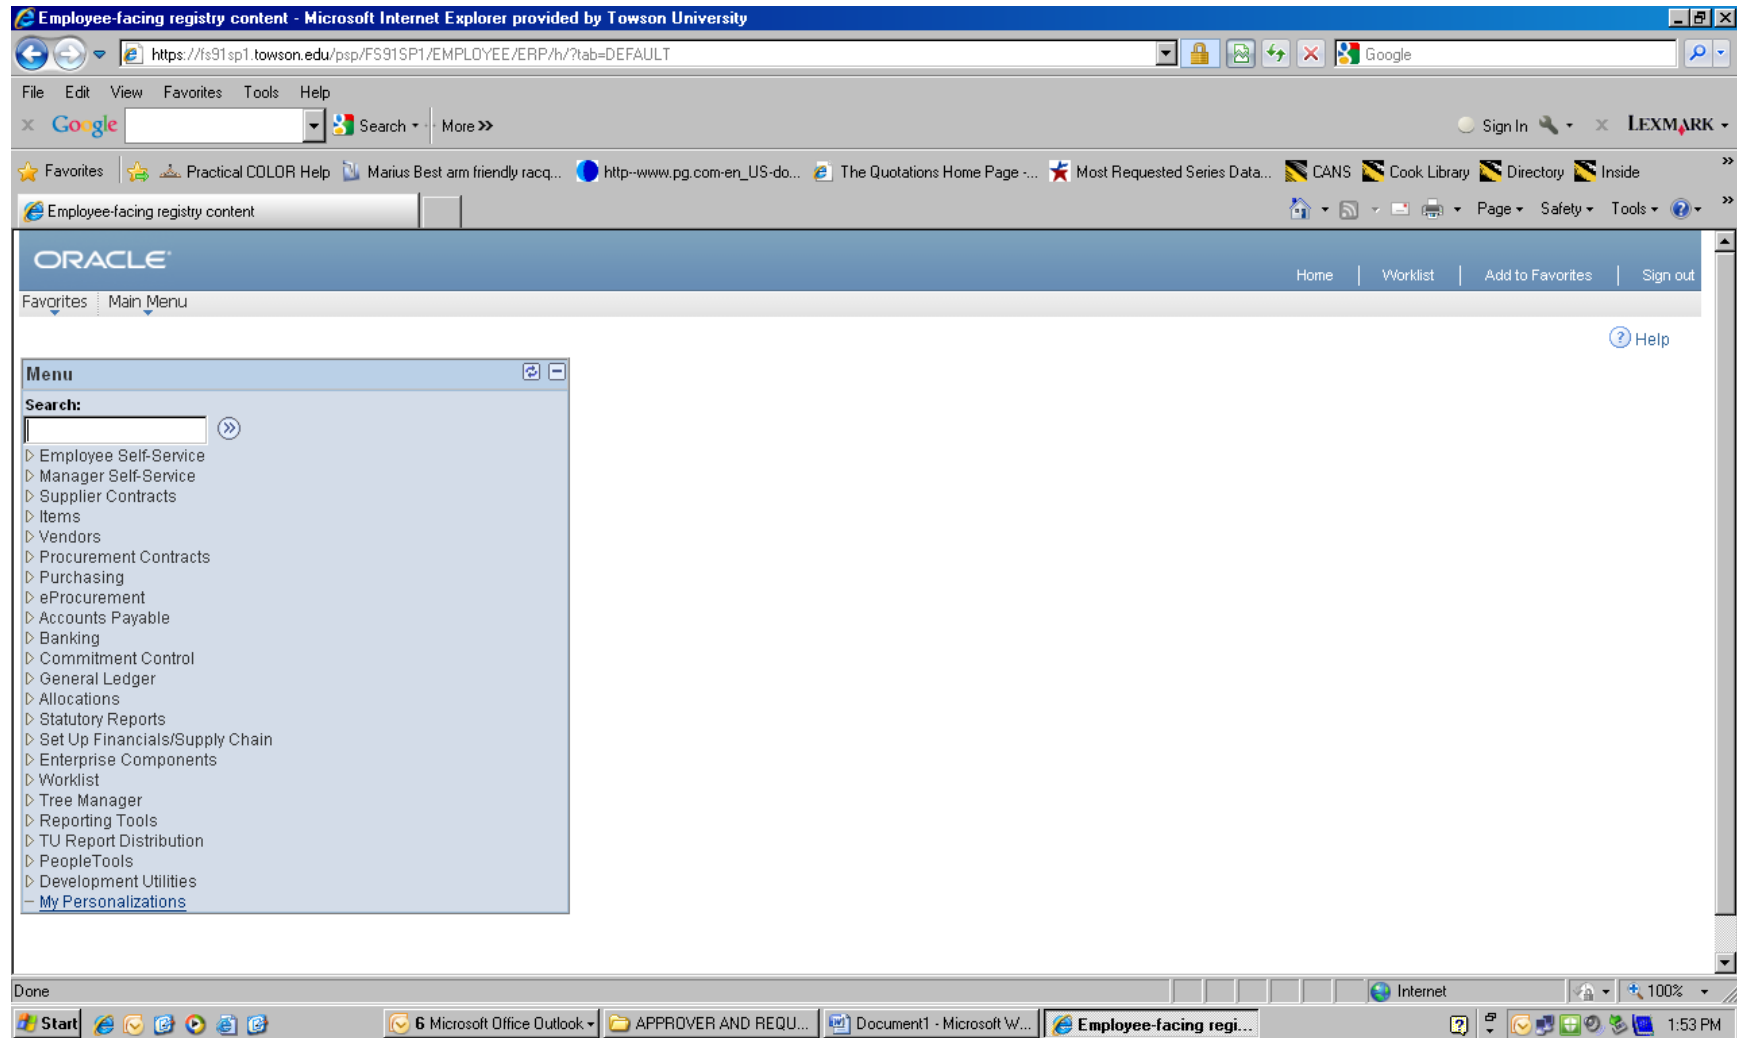 Employee-facing registry content - Microsoft Internet Explorer provided by Towson University
https://fs91sp1.towson.edu/psp/FS91SP1/EMPLOYEE/ERP/h/?tab=DEFAULT
Google
File Edit View Favorites Tools Help
Google Search More >> Sign In LEXMARK
Favorites Practical COLOR Help Marius Best arm friendly racq... http--www.pg.com-en_US-do... The Quotations Home Page -... Most Requested Series Data... CANS Cook Library Directory Inside »
Employee-facing registry content Page Safety Tools »
ORACLE
Home | Worklist | Add to Favorites | Sign out
Favorites Main Menu
Help
Menu
Search:
Employee Self-Service
Manager Self-Service
Supplier Contracts
Items
Vendors
Procurement Contracts
Purchasing
eProcurement
Accounts Payable
Banking
Commitment Control
General Ledger
Allocations
Statutory Reports
Set Up Financials/Supply Chain
Enterprise Components
Worklist
Tree Manager
Reporting Tools
TU Report Distribution
PeopleTools
Development Utilities
My Personalizations
Done Internet 100%
Start 6 Microsoft Office Outlook APPROVER AND REQU... Document1 - Microsoft W... Employee-facing regi... 1:53 PM